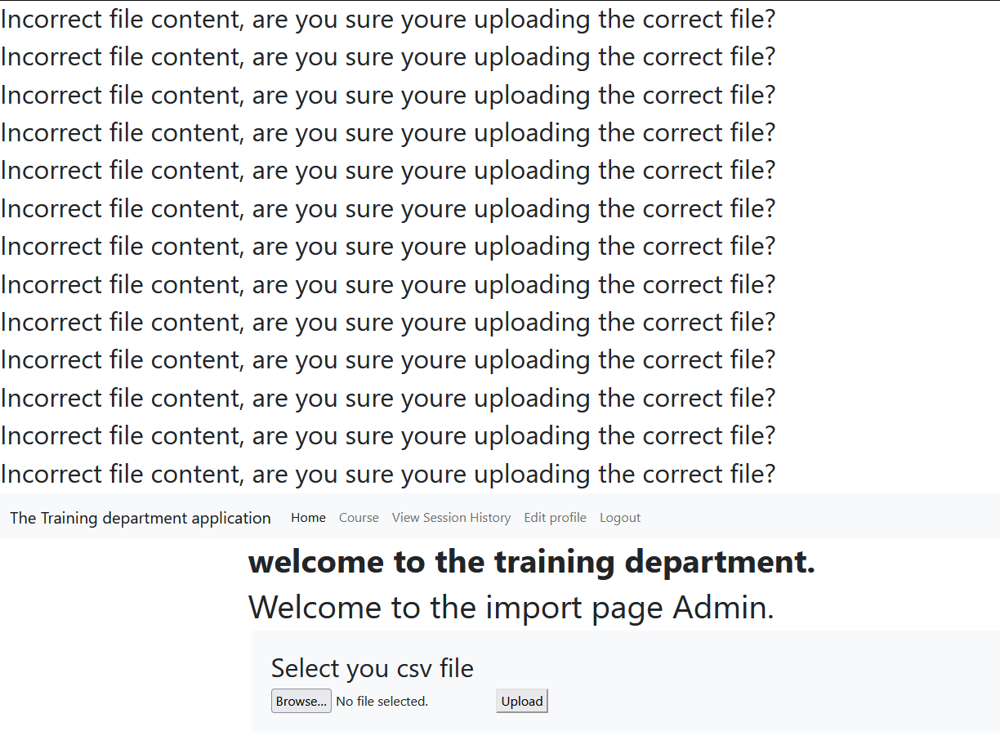 Incorrect file content, are you sure youre uploading the correct file?
Incorrect file content, are you sure youre uploading the correct file?
Incorrect file content, are you sure youre uploading the correct file?
Incorrect file content, are you sure youre uploading the correct file?
Incorrect file content, are you sure youre uploading the correct file?
Incorrect file content, are you sure youre uploading the correct file?
Incorrect file content, are you sure youre uploading the correct file?
Incorrect file content, are you sure youre uploading the correct file?
Incorrect file content, are you sure youre uploading the correct file?
Incorrect file content, are you sure youre uploading the correct file?
Incorrect file content, are you sure youre uploading the correct file?
Incorrect file content, are you sure youre uploading the correct file?
Incorrect file content, are you sure youre uploading the correct file?
The Training department application Home Course View Session History Edit profile Logout
welcome to the training department.
Welcome to the import page Admin.
Select you csv file
Browse... No file selected. Upload